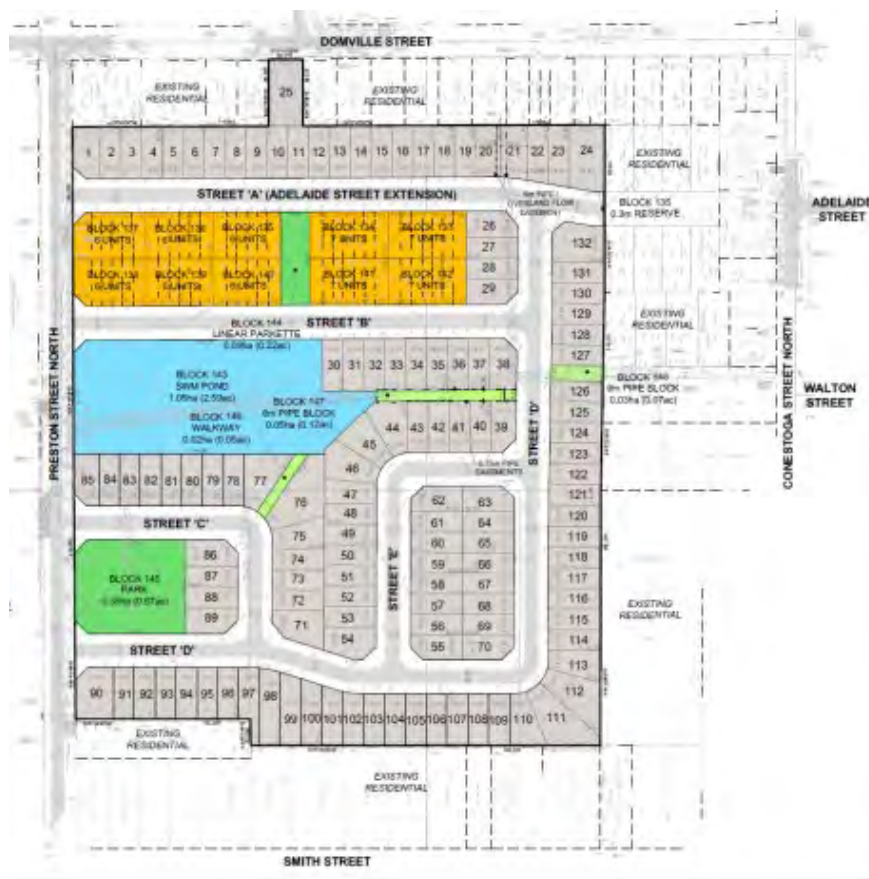 DOMVILLE STREET
EXISTING
RESIDENTIAL
25
EXISTING
RESIDENTIAL
1 2 3 4 5 6 7 8 9 10 11 12 13 14 15 16 17 18 19 20 21 22 23 24
EXISTING
RESIDENTIAL
STREET 'A' (ADELAIDE STREET EXTENSION)
BLOCK 135
0.3m RESERVE
ADELAIDE
STREET
26
27
28
29
132
131
130
129
128
127
EXISTING
RESIDENTIAL
STREET 'B'
BLOCK 144
LINEAR PARKETTE
BLOCK 143
SWM POND
BLOCK 147
6m PIPE BLOCK
0.05ha (0.12ac)
WALKWAY
30 31 32 33 34 35 36 37 38
PIPE BLOCK
0.03ha (0.07ac)
WALTON
STREET
PRESTON STREET NORTH
CONESTOGA STREET NORTH
STREET 'D'
126
125
124
123
122
121
120
119
118
117
116
115
114
113
112
111
45 44 43 42 41 40 39
85 84 83 82 81 80 79 78 77
46
47
48
49
50
51
52
53
54
76
75
74
73
72
71
STREET 'C'
STREET 'E'
62 63
61 64
60 65
59 66
58 67
57 68
56 69
55 70
86
87
88
89
BLOCK 145
PARK
STREET 'D'
90 91 92 93 94 95 96 97 98
99 100 101 102 103 104 105 106 107 108 109 110
EXISTING
RESIDENTIAL
EXISTING
RESIDENTIAL
EXISTING
RESIDENTIAL
SMITH STREET